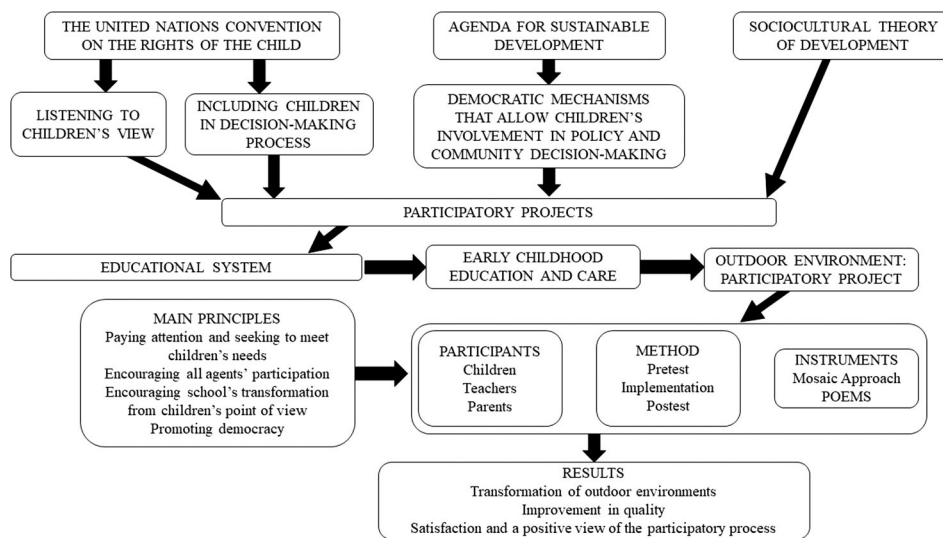 THE UNITED NATIONS CONVENTION
ON THE RIGHTS OF THE CHILD
AGENDA FOR SUSTAINABLE
DEVELOPMENT
SOCIOCULTURAL THEORY
OF DEVELOPMENT
LISTENING TO
CHILDREN'S VIEW
INCLUDING CHILDREN
IN DECISION-MAKING
PROCESS
DEMOCRATIC MECHANISMS
THAT ALLOW CHILDREN'S
INVOLVEMENT IN POLICY AND
COMMUNITY DECISION-MAKING
PARTICIPATORY PROJECTS
EDUCATIONAL SYSTEM
EARLY CHILDHOOD
EDUCATION AND CARE
OUTDOOR ENVIRONMENT:
PARTICIPATORY PROJECT
MAIN PRINCIPLES
Paying attention and seeking to meet
children's needs
Encouraging all agents' participation
Encouraging school's transformation
from children's point of view
Promoting democracy
PARTICIPANTS
Children
Teachers
Parents
METHOD
Pretest
Implementation
Postest
INSTRUMENTS
Mosaic Approach
POEMS
RESULTS
Transformation of outdoor environments
Improvement in quality
Satisfaction and a positive view of the participatory process